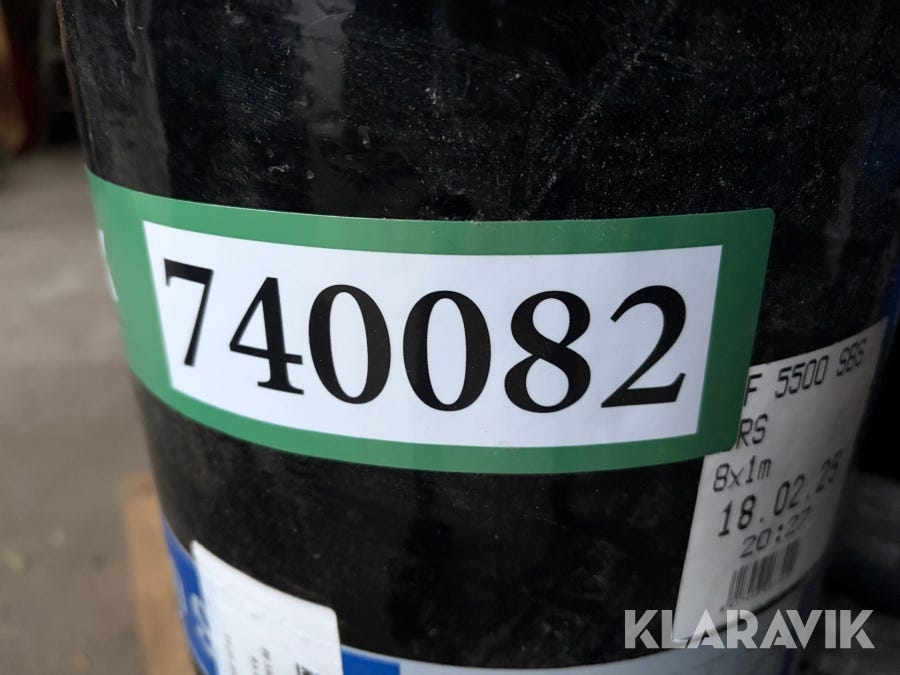 740082
F 5500 SBS
RS
8x1m
18.02.25
20:27
KLARAVIK